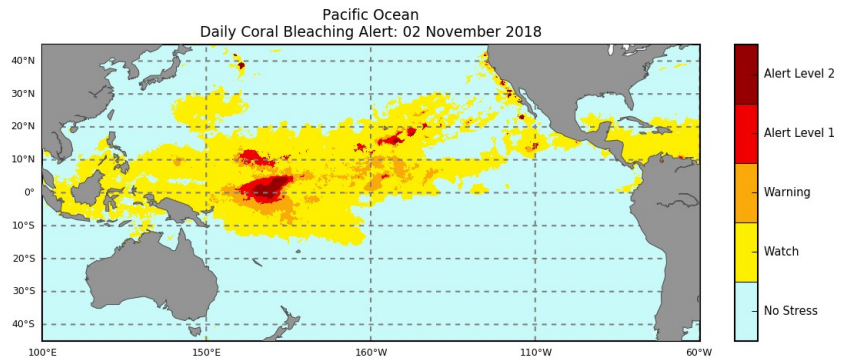 Pacific Ocean
Daily Coral Bleaching Alert: 02 November 2018
40°N
30°N
20°N
10°N
0°
10°S
20°S
30°S
40°S
100°E 150°E 160°W 110°W 60°W
Alert Level 2
Alert Level 1
Warning
Watch
No Stress